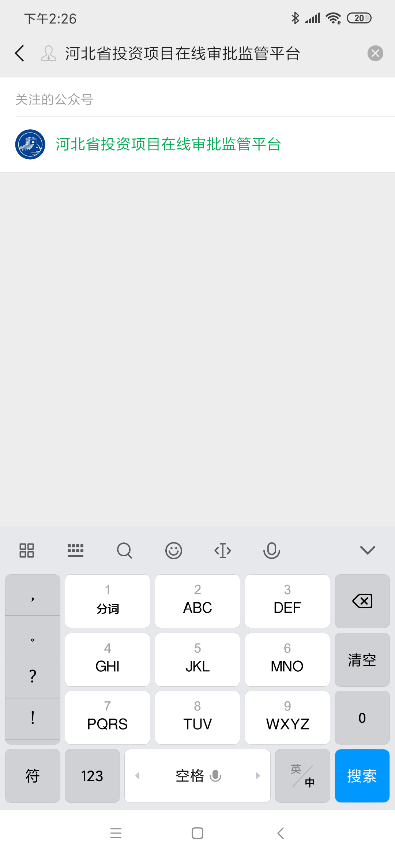 下午2:26
20
河北省投资项目在线审批监管平台
关注的公众号
河北省投资项目在线审批监管平台
，
1
分词
2
ABC
3
DEF
。
4
GHI
5
JKL
6
MNO
清空
?
!
7
PQRS
8
TUV
9
WXYZ
0
符
123
空格
英/中
搜索